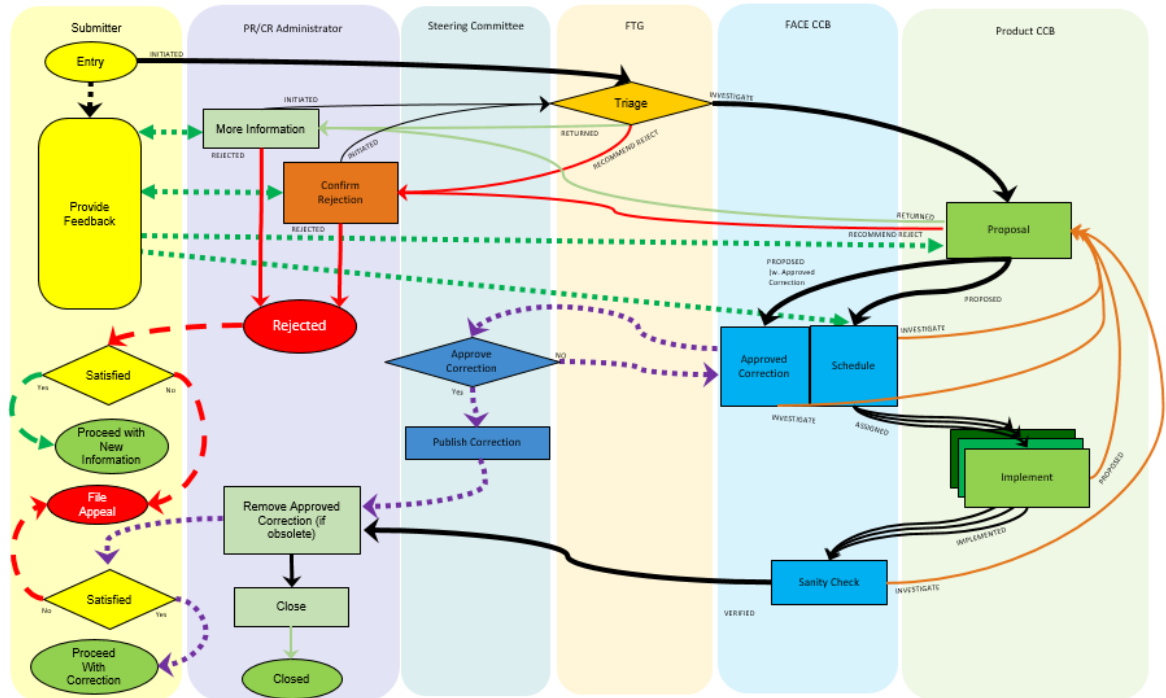 Submitter
PR/CR Administrator
Steering Committee
FTG
FACE CCB
Product CCB
Entry
INITIATED
Triage
INVESTIGATE
INITIATED
More Information
RETURNED
RECOMMEND REJECT
REJECTED
INITIATED
Confirm
Rejection
REJECTED
Provide
Feedback
RETURNED
RECOMMEND REJECT
Proposal
PROPOSED
(w. Approved
Correction
PROPOSED
Rejected
Approve
Correction
NO
Yes
Approved
Correction
Schedule
INVESTIGATE
INVESTIGATE
ASSIGNED
Satisfied
Yes
No
Proceed with
New
Information
Publish Correction
Implement
PROPOSED
File
Appeal
Remove Approved
Correction (if
obsolete)
IMPLEMENTED
Sanity Check
INVESTIGATE
VERIFIED
Satisfied
No
Yes
Close
Proceed
With
Correction
Closed